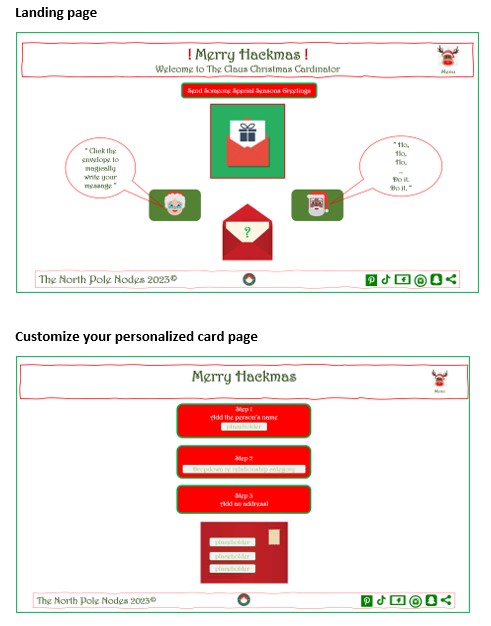 Landing page
! Merry Hackmas !
Welcome to The Claus Christmas Cardinator
Menu
Send Someone Special Seasons Greetings
" Click the
envelope to
magically
write your
message "
" Ho,
Ho,
Ho,
...
Do it,
Do it. "
?
The North Pole Nodes 2023©
Customize your personalized card page
Merry Hackmas
Menu
Step 1
Add the person's name
placeholder
Step 2
Dropdown of relationship category
Step 3
Add an address!
placeholder
placeholder
placeholder
The North Pole Nodes 2023©